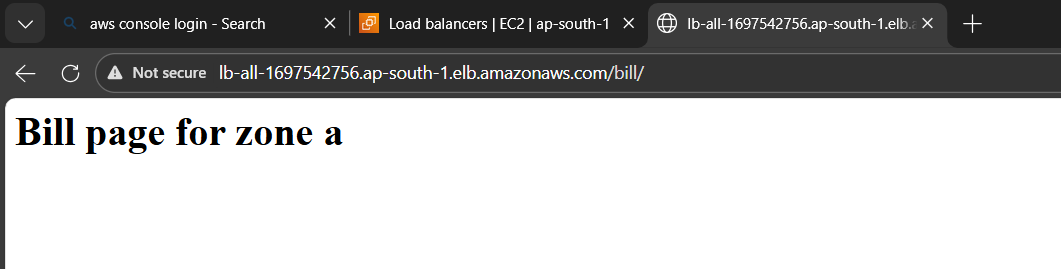 aws console login - Search
Load balancers | EC2 | ap-south-1
lb-all-1697542756.ap-south-1.elb.a
Not secure lb-all-1697542756.ap-south-1.elb.amazonaws.com/bill/
Bill page for zone a